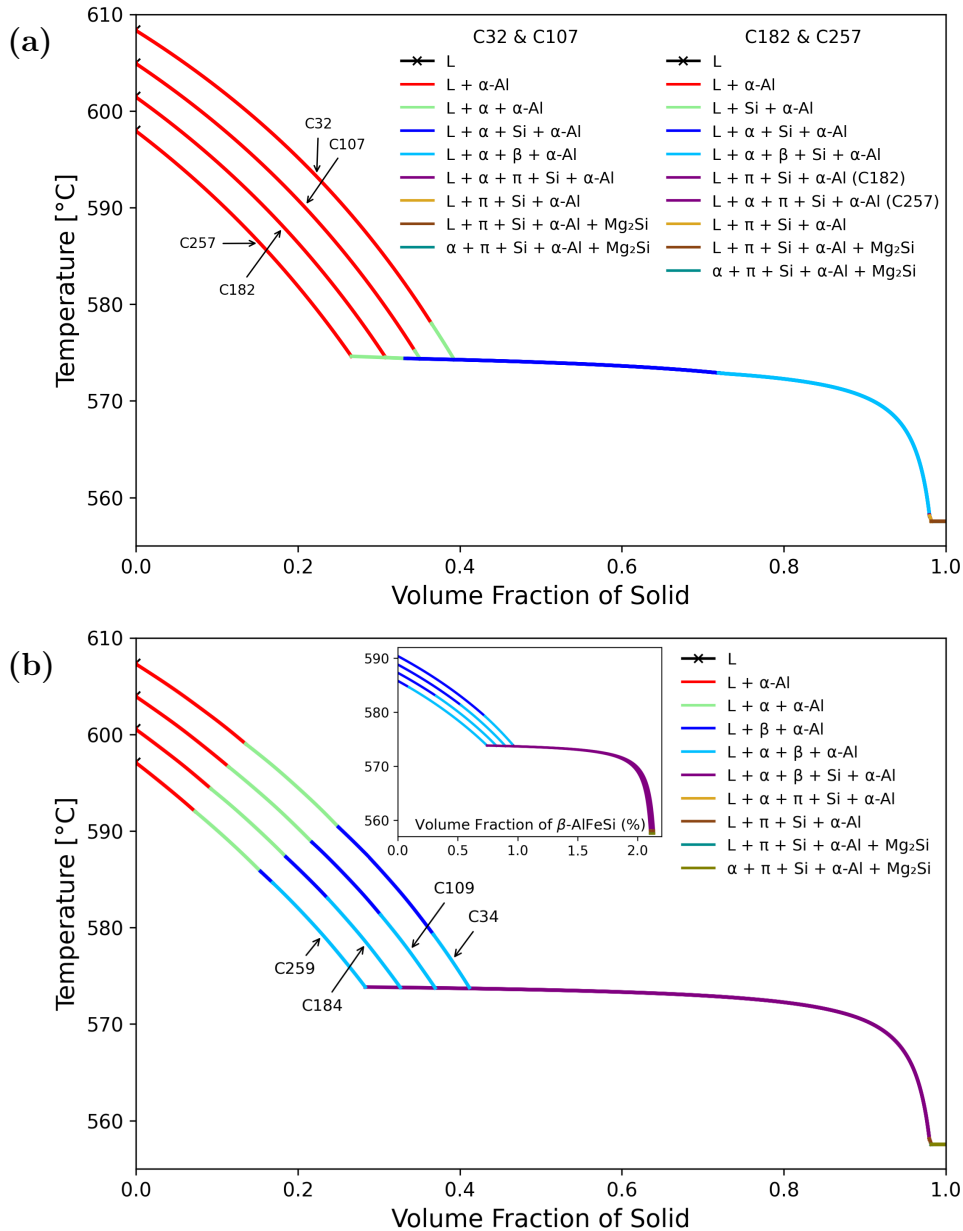 (a)
610
600
590
580
570
560
Temperature [°C]
C32 & C107
L
L + α-Al
L + α + α-Al
L + α + Si + α-Al
L + α + β + α-Al
L + α + π + Si + α-Al
L + π + Si + α-Al
L + π + Si + α-Al + Mg₂Si
α + π + Si + α-Al + Mg₂Si
C182 & C257
L
L + α-Al
L + Si + α-Al
L + α + Si + α-Al
L + α + β + Si + α-Al
L + π + Si + α-Al (C182)
L + α + π + Si + α-Al (C257)
L + π + Si + α-Al
L + π + Si + α-Al + Mg₂Si
α + π + Si + α-Al + Mg₂Si
C32
C107
C257
C182
0.0 0.2 0.4 0.6 0.8 1.0
Volume Fraction of Solid
(b)
610
600
590
580
570
560
Temperature [°C]
590
580
570
560
Volume Fraction of β-AlFeSi (%)
0.0 0.5 1.0 1.5 2.0
L
L + α-Al
L + α + α-Al
L + β + α-Al
L + α + β + α-Al
L + α + β + Si + α-Al
L + α + π + Si + α-Al
L + π + Si + α-Al
L + π + Si + α-Al + Mg₂Si
α + π + Si + α-Al + Mg₂Si
C109
C34
C259
C184
0.0 0.2 0.4 0.6 0.8 1.0
Volume Fraction of Solid